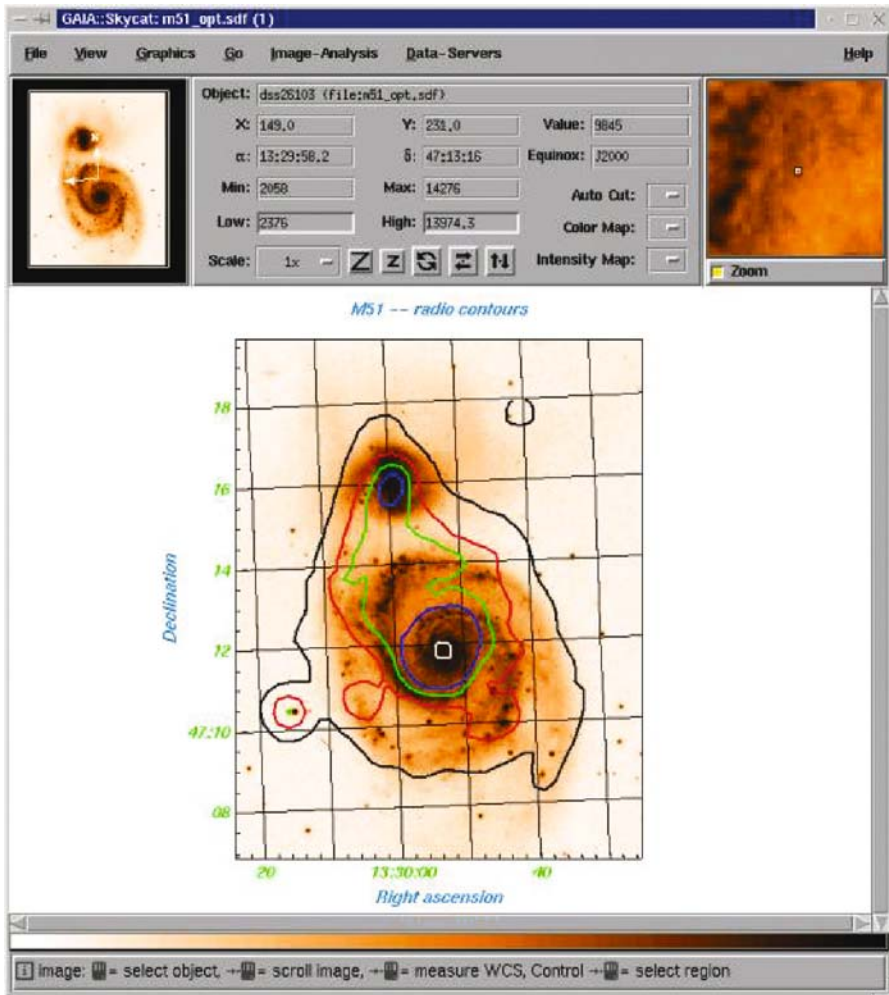 GAIA::Skycat: m51_opt.sdf (1)
File View Graphics Go Image-Analysis Data-Servers Help
Object: dss26103 (file:m51_opt.sdf)
X: 149.0 Y: 231.0 Value: 9845
α: 13:29:58.2 δ: 47:13:16 Equinox: J2000
Min: 2058 Max: 14276 Auto Cut:
Low: 2376 High: 13974.3 Color Map:
Scale: 1x Z z Intensity Map:
Zoom
M51 -- radio contours
18
16
14
12
47:10
08
Declination
20 13:30:00 40
Right ascension
Image: = select object, = scroll image, = measure WCS, Control = select region